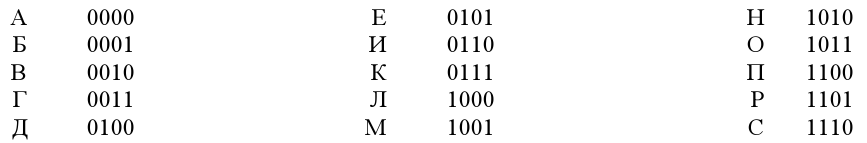 А 0000 Е 0101 Н 1010
Б 0001 И 0110 О 1011
В 0010 К 0111 П 1100
Г 0011 Л 1000 Р 1101
Д 0100 М 1001 С 1110